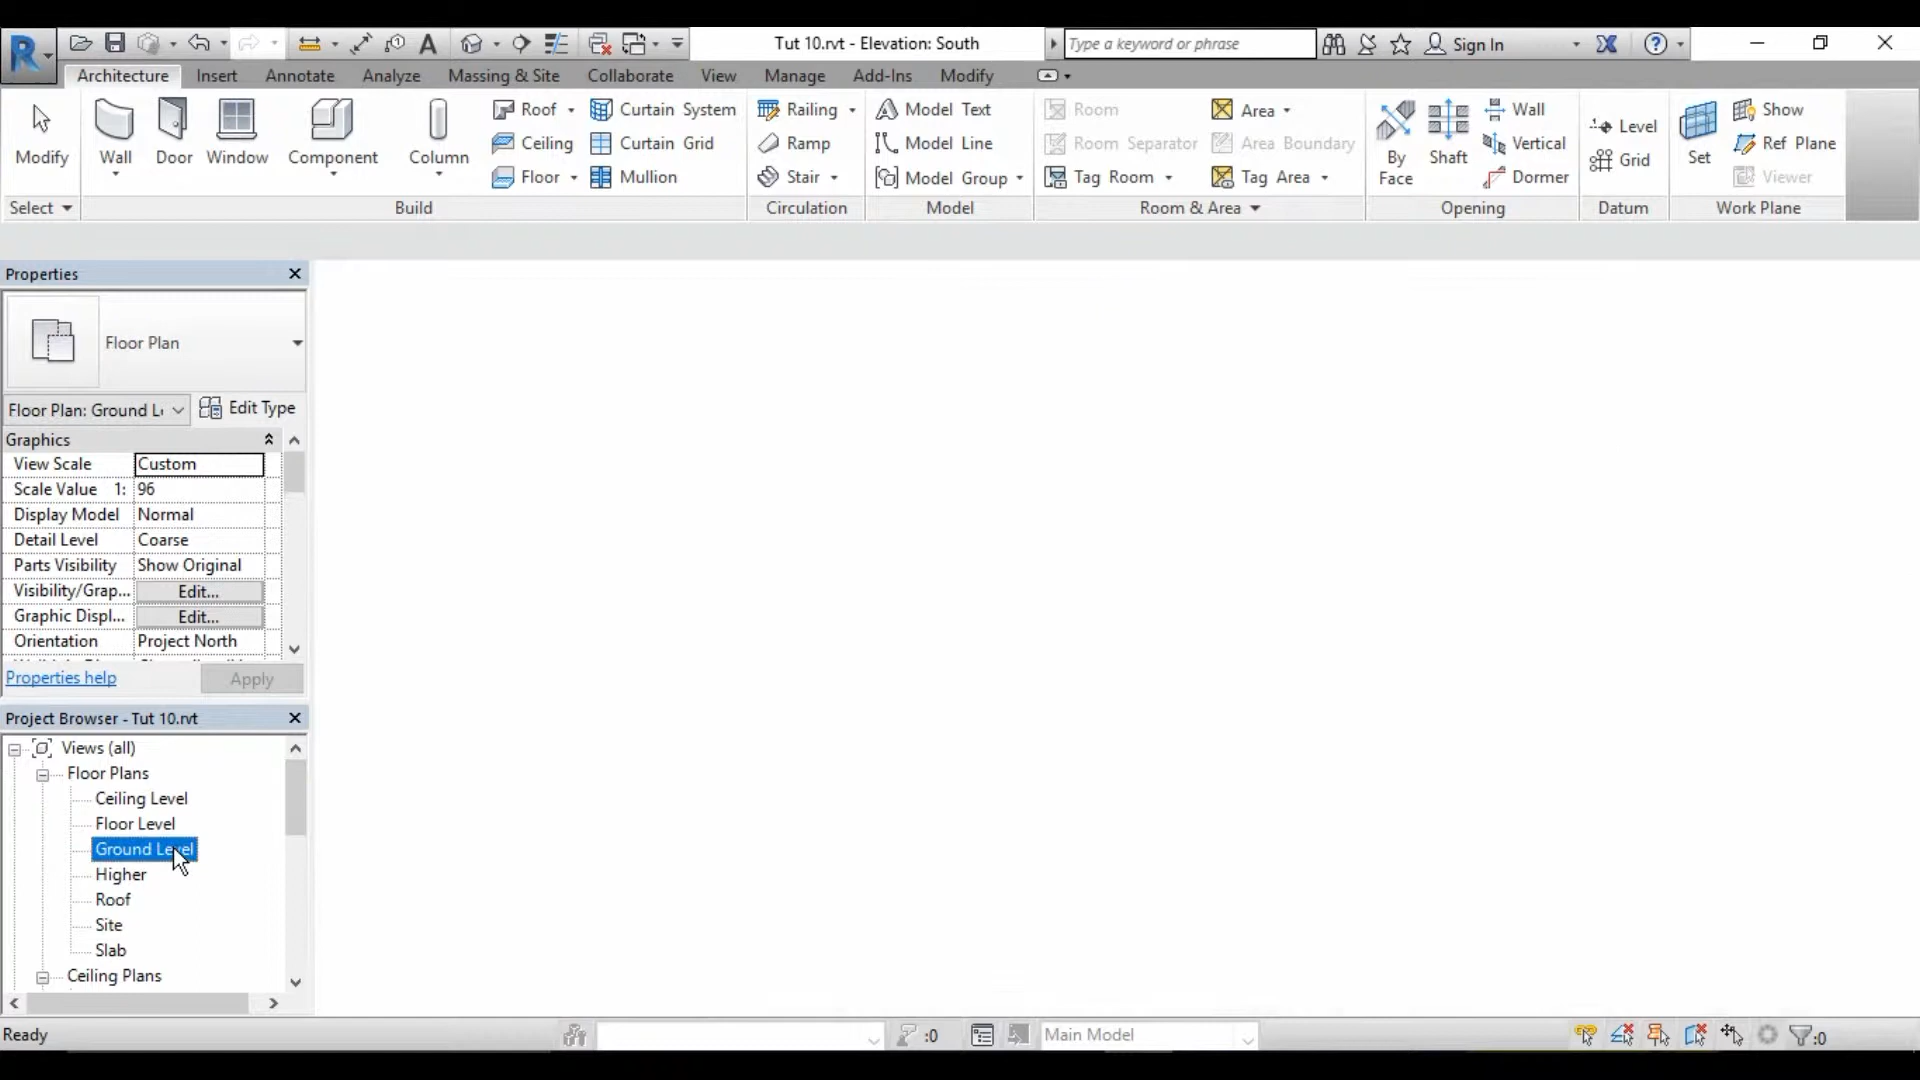 Tut 10.rvt - Elevation: South
Type a keyword or phrase
Sign In
Architecture Insert Annotate Analyze Massing & Site Collaborate View Manage Add-Ins Modify
Modify
Wall
Door
Window
Component
Column
Roof
Ceiling
Floor
Curtain System
Curtain Grid
Mullion
Railing
Ramp
Stair
Model Text
Model Line
Model Group
Room
Room Separator
Tag Room
Area
Area Boundary
Tag Area
By
Face
Shaft
Wall
Vertical
Dormer
Level
Grid
Set
Show
Ref Plane
Viewer
Select
Build
Circulation
Model
Room & Area
Opening
Datum
Work Plane
Properties
Floor Plan
Floor Plan: Ground L
Edit Type
Graphics
View Scale Custom
Scale Value 1: 96
Display Model Normal
Detail Level Coarse
Parts Visibility Show Original
Visibility/Grap... Edit...
Graphic Displ... Edit...
Orientation Project North
Properties help
Apply
Project Browser - Tut 10.rvt
Views (all)
Floor Plans
Ceiling Level
Floor Level
Ground Level
Higher
Roof
Site
Slab
Ceiling Plans
Ready
:0
Main Model
:0